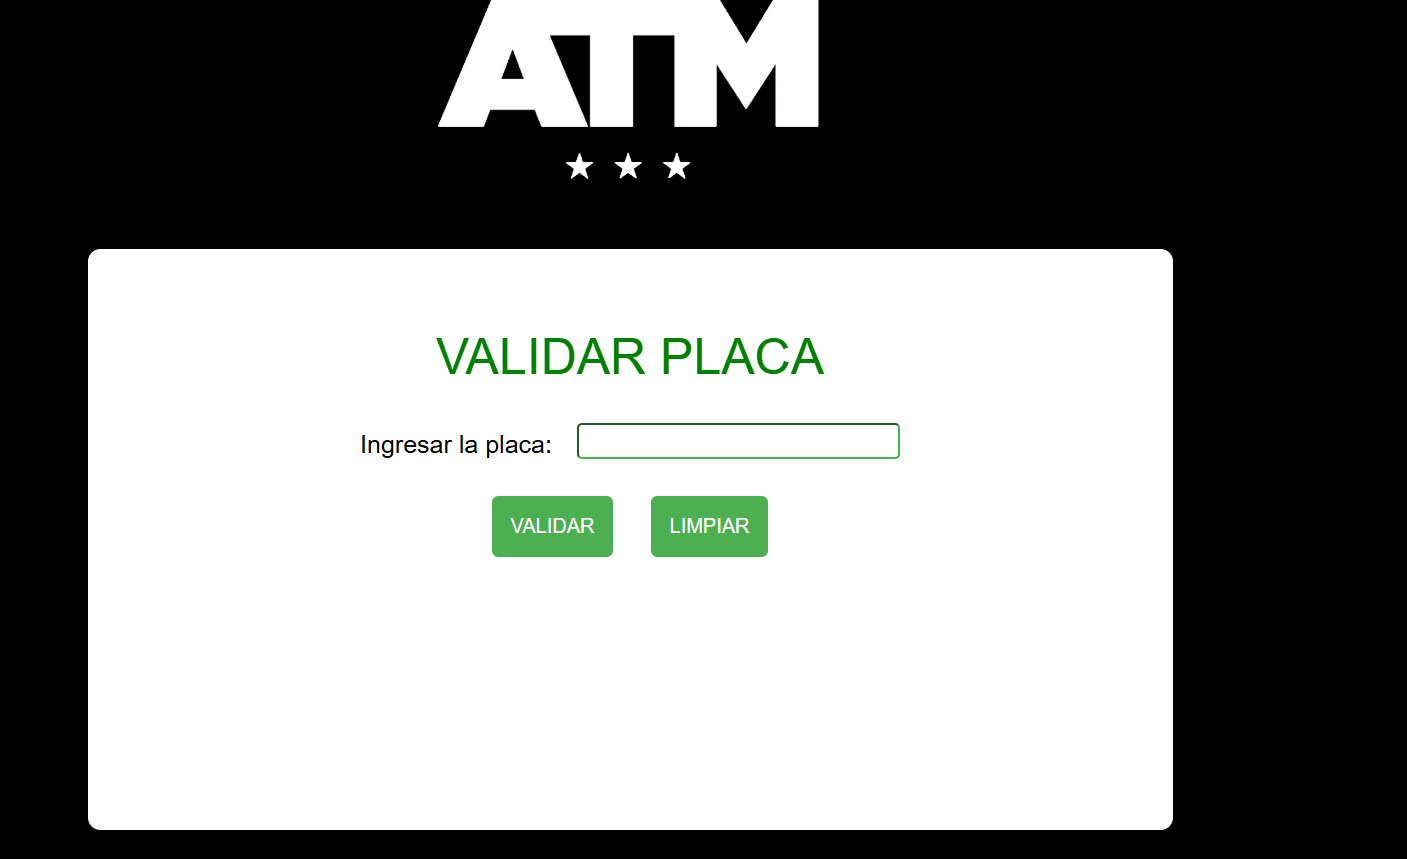 ATM
VALIDAR PLACA
Ingresar la placa:
VALIDAR LIMPIAR